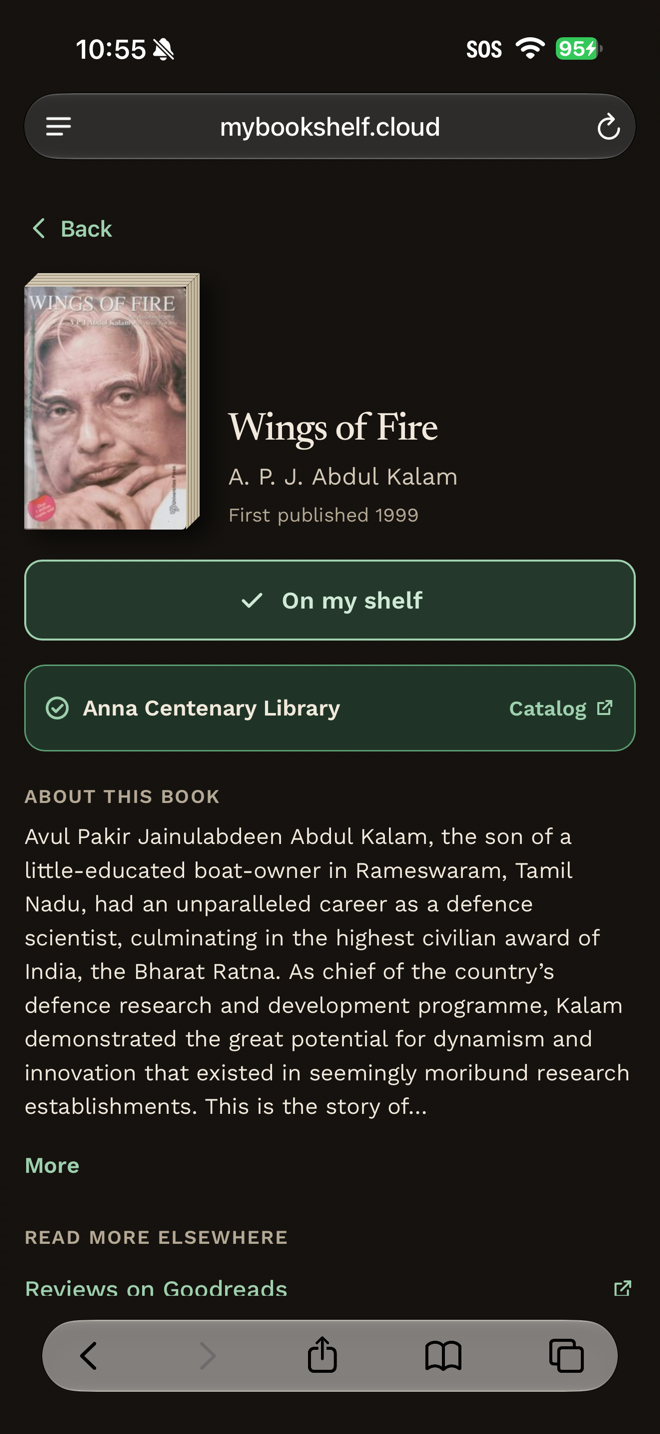 10:55
SOS
95
mybookshelf.cloud
Back
WINGS OF FIRE
Wings of Fire
A. P. J. Abdul Kalam
First published 1999
On my shelf
Anna Centenary Library
Catalog
ABOUT THIS BOOK
Avul Pakir Jainulabdeen Abdul Kalam, the son of a
little-educated boat-owner in Rameswaram, Tamil
Nadu, had an unparalleled career as a defence
scientist, culminating in the highest civilian award of
India, the Bharat Ratna. As chief of the country’s
defence research and development programme, Kalam
demonstrated the great potential for dynamism and
innovation that existed in seemingly moribund research
establishments. This is the story of...
More
READ MORE ELSEWHERE
Reviews on Goodreads